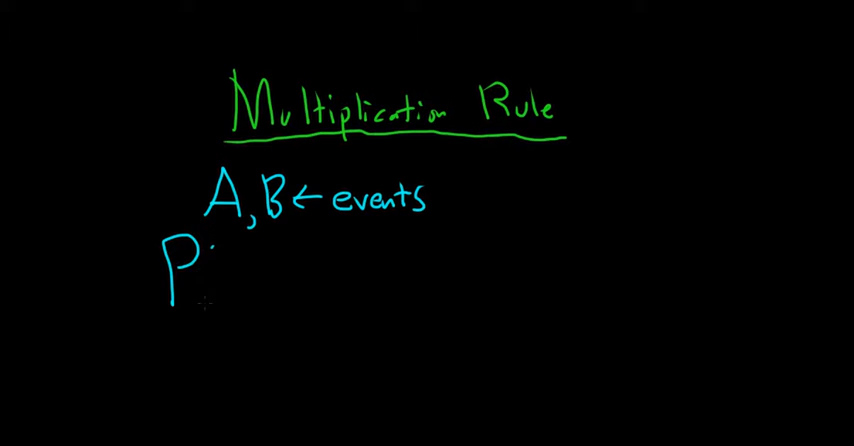 Multiplication Rule
A, B ← events
P